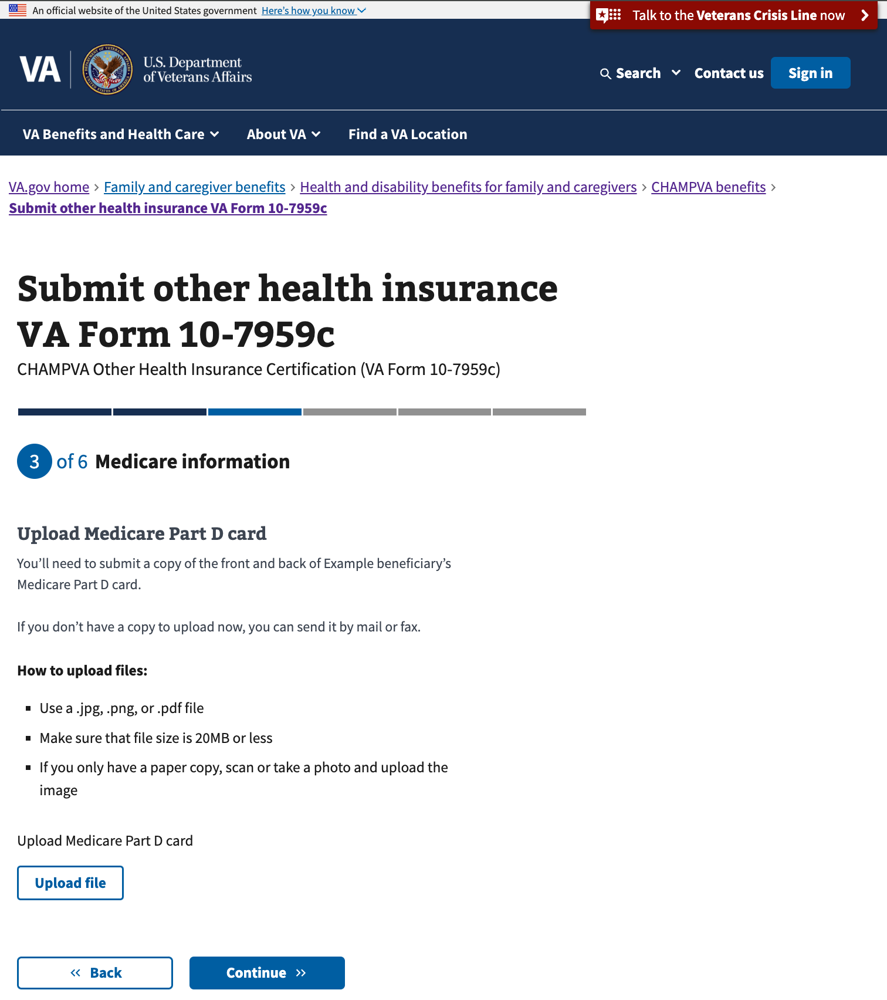 An official website of the United States government Here’s how you know
Talk to the Veterans Crisis Line now
VA
U.S. Department
of Veterans Affairs
Search
Contact us
Sign in
VA Benefits and Health Care
About VA
Find a VA Location
VA.gov home › Family and caregiver benefits › Health and disability benefits for family and caregivers › CHAMPVA benefits ›
Submit other health insurance VA Form 10-7959c
Submit other health insurance
VA Form 10-7959c
CHAMPVA Other Health Insurance Certification (VA Form 10-7959c)
3 of 6 Medicare information
Upload Medicare Part D card
You’ll need to submit a copy of the front and back of Example beneficiary’s
Medicare Part D card.
If you don’t have a copy to upload now, you can send it by mail or fax.
How to upload files:
Use a .jpg, .png, or .pdf file
Make sure that file size is 20MB or less
If you only have a paper copy, scan or take a photo and upload the
image
Upload Medicare Part D card
Upload file
« Back
Continue »